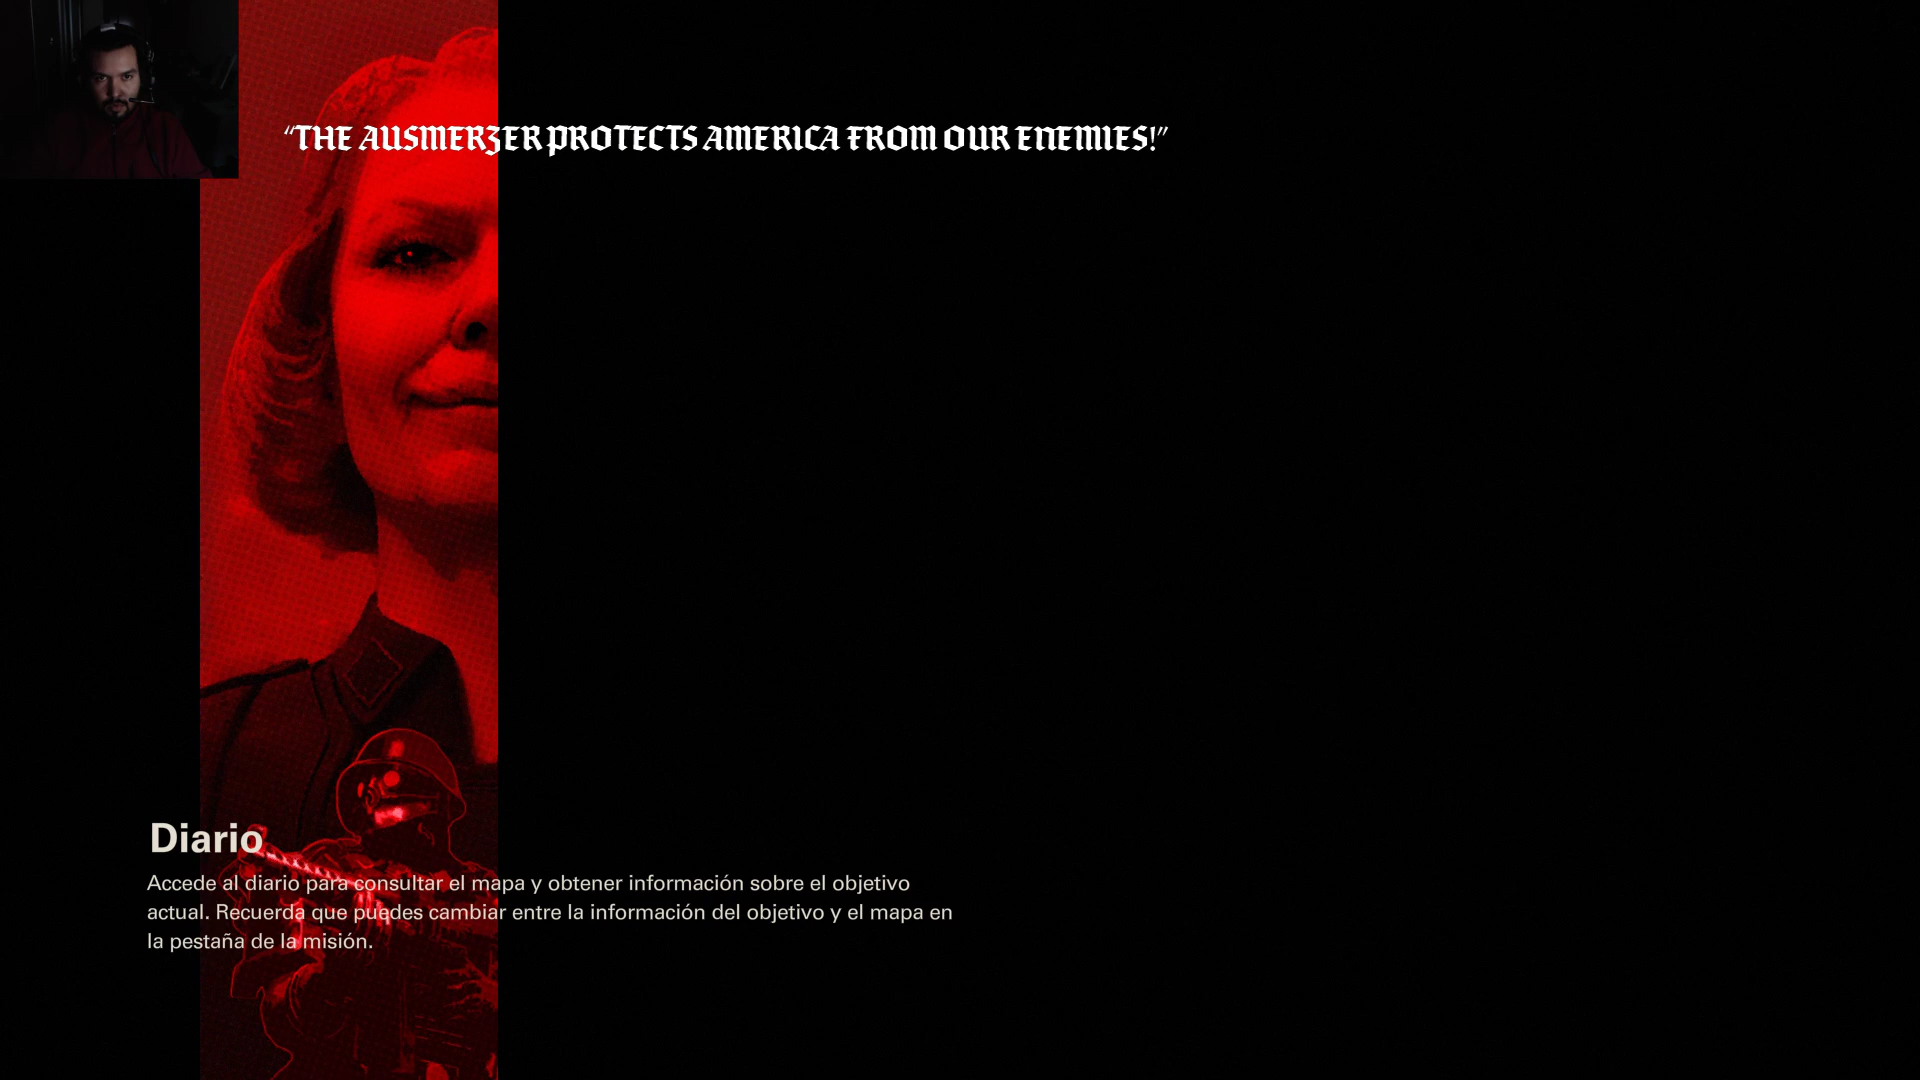 “THE AUSMERZER PROTECTS AMERICA FROM OUR ENEMIES!”
Diario
Accede al diario para consultar el mapa y obtener información sobre el objetivo
actual. Recuerda que puedes cambiar entre la información del objetivo y el mapa en
la pestaña de la misión.